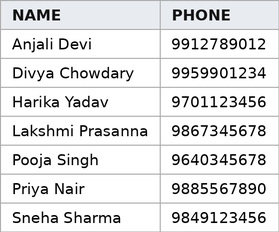 NAME PHONE
Anjali Devi 9912789012
Divya Chowdary 9959901234
Harika Yadav 9701123456
Lakshmi Prasanna 9867345678
Pooja Singh 9640345678
Priya Nair 9885567890
Sneha Sharma 9849123456